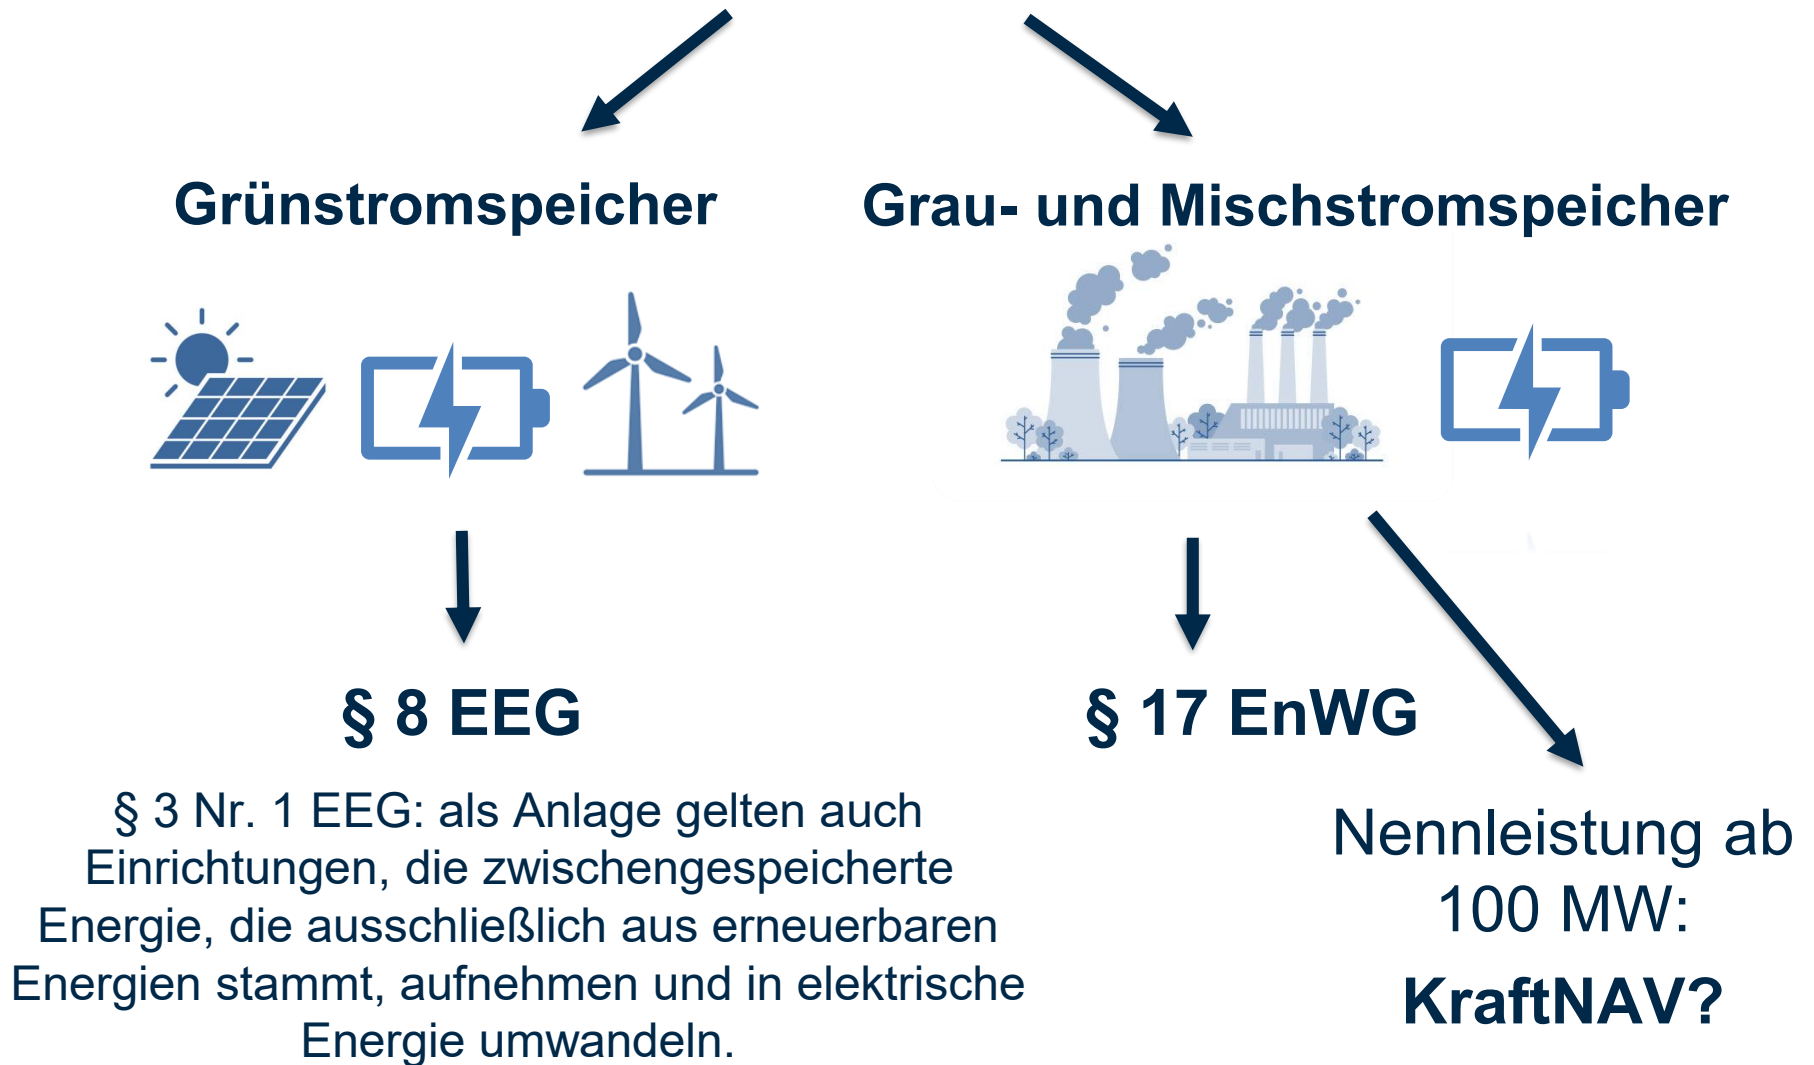 Grünstromspeicher
Grau- und Mischstromspeicher
§ 8 EEG
§ 3 Nr. 1 EEG: als Anlage gelten auch
Einrichtungen, die zwischengespeicherte
Energie, die ausschließlich aus erneuerbaren
Energien stammt, aufnehmen und in elektrische
Energie umwandeln.
§ 17 EnWG
Nennleistung ab
100 MW:
KraftNAV?